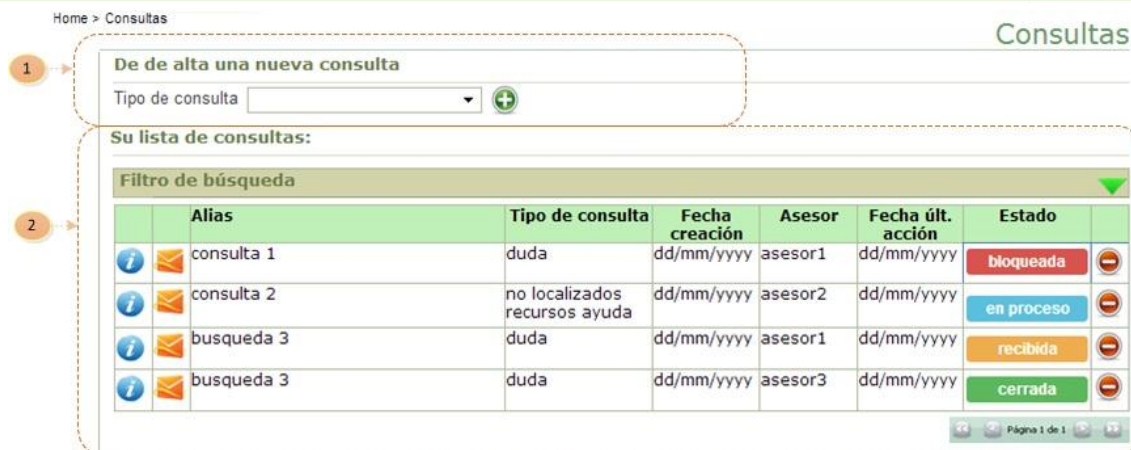 Home > Consultas
Consultas
1
De de alta una nueva consulta
Tipo de consulta
Su lista de consultas:
Filtro de búsqueda
2
Alias Tipo de consulta Fecha creación Asesor Fecha últ. acción Estado
consulta 1 duda dd/mm/yyyy asesor1 dd/mm/yyyy bloqueada
consulta 2 no localizados recursos ayuda dd/mm/yyyy asesor2 dd/mm/yyyy en proceso
busqueda 3 duda dd/mm/yyyy asesor1 dd/mm/yyyy recibida
busqueda 3 duda dd/mm/yyyy asesor3 dd/mm/yyyy cerrada
Página 1 de 1